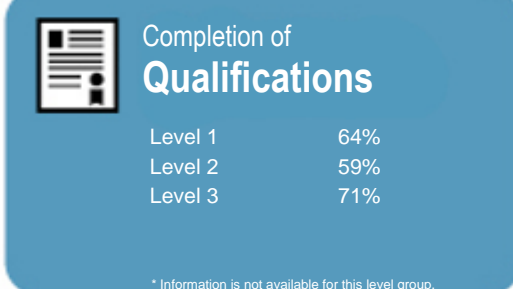 Completion of
Qualifications
Level 1 64%
Level 2 59%
Level 3 71%
* Information is not available for this level group.